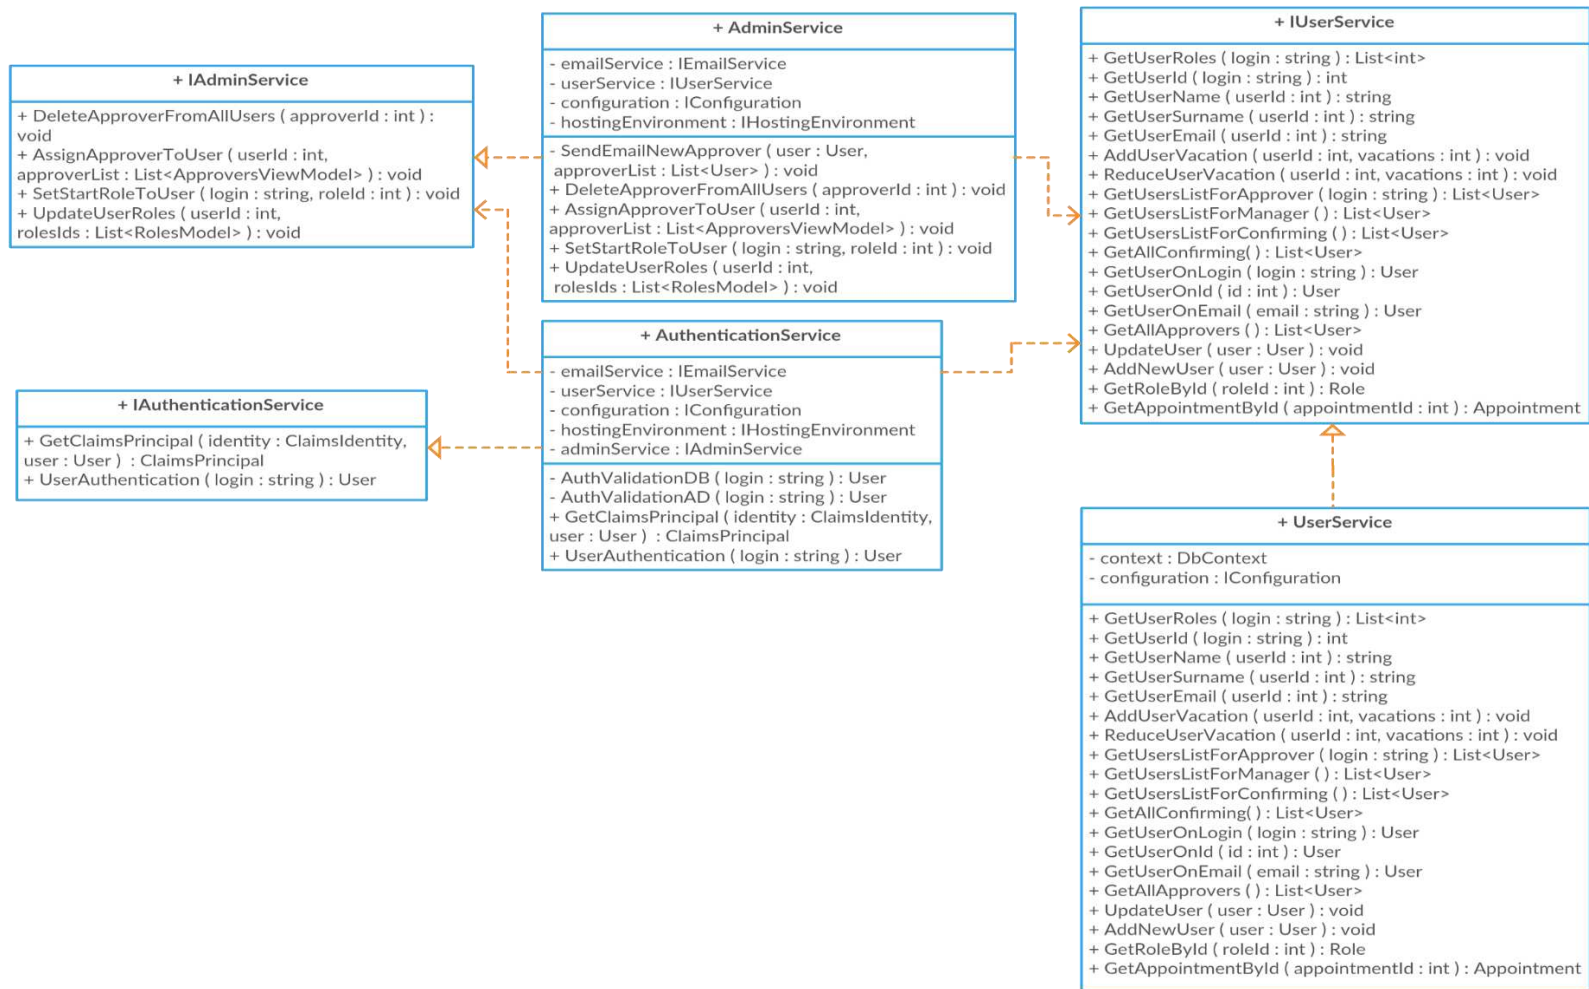 + IAdminService
+ DeleteApproverFromAllUsers ( approverId : int ) :
void
+ AssignApproverToUser ( userId : int,
approverList : List<ApproversViewModel> ) : void
+ SetStartRoleToUser ( login : string, roleId : int ) : void
+ UpdateUserRoles ( userId : int,
rolesIds : List<RolesModel> ) : void
+ AdminService
- emailService : IEmailService
- userService : IUserService
- configuration : IConfiguration
- hostingEnvironment : IHostingEnvironment
- SendEmailNewApprover ( user : User,
approverList : List<User> ) : void
+ DeleteApproverFromAllUsers ( approverId : int ) : void
+ AssignApproverToUser ( userId : int,
approverList : List<ApproversViewModel> ) : void
+ SetStartRoleToUser ( login : string, roleId : int ) : void
+ UpdateUserRoles ( userId : int,
rolesIds : List<RolesModel> ) : void
+ IUserService
+ GetUserRoles ( login : string ) : List<int>
+ GetUserId ( login : string ) : int
+ GetUserName ( userId : int ) : string
+ GetUserSurname ( userId : int ) : string
+ GetUserEmail ( userId : int ) : string
+ AddUserVacation ( userId : int, vacations : int ) : void
+ ReduceUserVacation ( userId : int, vacations : int ) : void
+ GetUsersListForApprover ( login : string ) : List<User>
+ GetUsersListForManager ( ) : List<User>
+ GetUsersListForConfirming ( ) : List<User>
+ GetAllConfirming( ) : List<User>
+ GetUserOnLogin ( login : string ) : User
+ GetUserOnId ( id : int ) : User
+ GetUserOnEmail ( email : string ) : User
+ GetAllApprovers ( ) : List<User>
+ UpdateUser ( user : User ) : void
+ AddNewUser ( user : User ) : void
+ GetRoleById ( roleId : int ) : Role
+ GetAppointmentById ( appointmentId : int ) : Appointment
+ IAuthenticationService
+ GetClaimsPrincipal ( identity : ClaimsIdentity,
user : User ) : ClaimsPrincipal
+ UserAuthentication ( login : string ) : User
+ AuthenticationService
- emailService : IEmailService
- userService : IUserService
- configuration : IConfiguration
- hostingEnvironment : IHostingEnvironment
- adminService : IAdminService
- AuthValidationDB ( login : string ) : User
- AuthValidationAD ( login : string ) : User
+ GetClaimsPrincipal ( identity : ClaimsIdentity,
user : User ) : ClaimsPrincipal
+ UserAuthentication ( login : string ) : User
+ UserService
- context : DbContext
- configuration : IConfiguration
+ GetUserRoles ( login : string ) : List<int>
+ GetUserId ( login : string ) : int
+ GetUserName ( userId : int ) : string
+ GetUserSurname ( userId : int ) : string
+ GetUserEmail ( userId : int ) : string
+ AddUserVacation ( userId : int, vacations : int ) : void
+ ReduceUserVacation ( userId : int, vacations : int ) : void
+ GetUsersListForApprover ( login : string ) : List<User>
+ GetUsersListForManager ( ) : List<User>
+ GetUsersListForConfirming ( ) : List<User>
+ GetAllConfirming( ) : List<User>
+ GetUserOnLogin ( login : string ) : User
+ GetUserOnId ( id : int ) : User
+ GetUserOnEmail ( email : string ) : User
+ GetAllApprovers ( ) : List<User>
+ UpdateUser ( user : User ) : void
+ AddNewUser ( user : User ) : void
+ GetRoleById ( roleId : int ) : Role
+ GetAppointmentById ( appointmentId : int ) : Appointment